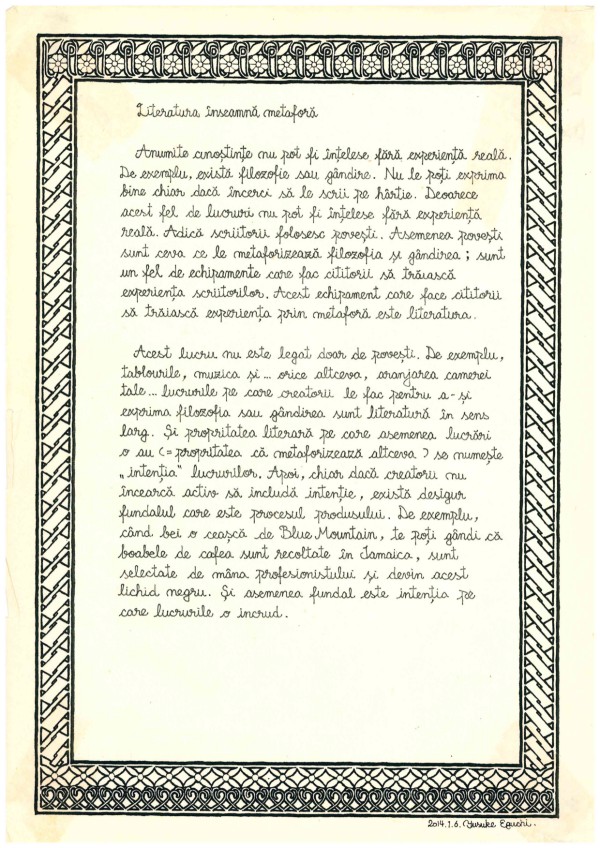 Literatura înseamnă metaforă
Anumite cunoștințe nu pot fi înțelese fără experiență reală.
De exemplu, există filozofie sau gândire. Nu le poți exprima
bine chiar dacă încerci să le scrii pe hârtie. Deoarece
acest fel de lucruri nu pot fi înțelese fără experiență
reală. Adică scriitorii folosesc povești. Asemenea povești
sunt ceva ce le metaforizează filozofia și gândirea ; sunt
un fel de echipamente care fac cititorii să trăiască
experiența scriitorilor. Acest echipament care face cititorii
să trăiască experiența prin metaforă este literatura.
Acest lucru nu este legat doar de povești. De exemplu,
tablourile, muzica și ... orice altceva, aranjarea camerei
tale ... lucrurile pe care creatorii le fac pentru a-și
exprima filozofia sau gândirea sunt literatură în sens
larg. Și propritatea literară pe care asemenea lucrări
o au (= propritatea că metaforizează altceva) se numește
„intenția" lucrurilor. Apoi, chiar dacă creatorii nu
încearcă activ să includă intenție, există desigur
fundalul care este procesul produsului. De exemplu,
când bei o ceașcă de Blue Mountain, te poți gândi că
boabele de cafea sunt recoltate în Jamaica, sunt
selectate de mâna profesionistului și devin acest
lichid negru. Și asemenea fundal este intenția pe
care lucrurile o incrud.
2014.1.6. Yusuke Eguchi.